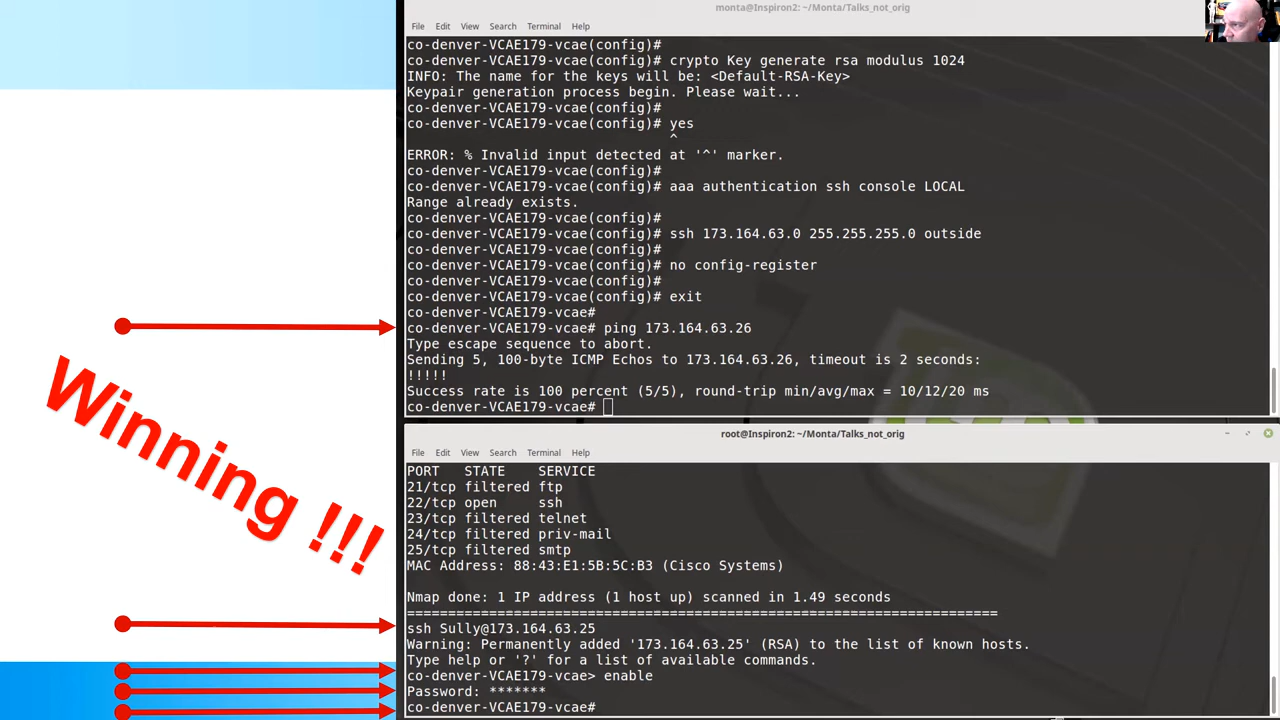 monta@Inspiron2: ~/Monta/Talks_not_orig
File Edit View Search Terminal Help
co-denver-VCAE179-vcae(config)#
co-denver-VCAE179-vcae(config)# crypto Key generate rsa modulus 1024
INFO: The name for the keys will be: <Default-RSA-Key>
Keypair generation process begin. Please wait...
co-denver-VCAE179-vcae(config)#
co-denver-VCAE179-vcae(config)# yes
^
ERROR: % Invalid input detected at '^' marker.
co-denver-VCAE179-vcae(config)#
co-denver-VCAE179-vcae(config)# aaa authentication ssh console LOCAL
Range already exists.
co-denver-VCAE179-vcae(config)#
co-denver-VCAE179-vcae(config)# ssh 173.164.63.0 255.255.255.0 outside
co-denver-VCAE179-vcae(config)#
co-denver-VCAE179-vcae(config)# no config-register
co-denver-VCAE179-vcae(config)#
co-denver-VCAE179-vcae(config)# exit
co-denver-VCAE179-vcae#
co-denver-VCAE179-vcae# ping 173.164.63.26
Type escape sequence to abort.
Sending 5, 100-byte ICMP Echos to 173.164.63.26, timeout is 2 seconds:
!!!!!
Success rate is 100 percent (5/5), round-trip min/avg/max = 10/12/20 ms
co-denver-VCAE179-vcae#
Winning !!!
root@Inspiron2: ~/Monta/Talks_not_orig
File Edit View Search Terminal Help
PORT STATE SERVICE
21/tcp filtered ftp
22/tcp open ssh
23/tcp filtered telnet
24/tcp filtered priv-mail
25/tcp filtered smtp
MAC Address: 88:43:E1:5B:5C:B3 (Cisco Systems)
Nmap done: 1 IP address (1 host up) scanned in 1.49 seconds
=========================================================================
ssh Sully@173.164.63.25
Warning: Permanently added '173.164.63.25' (RSA) to the list of known hosts.
Type help or '?' for a list of available commands.
co-denver-VCAE179-vcae> enable
Password: *******
co-denver-VCAE179-vcae#